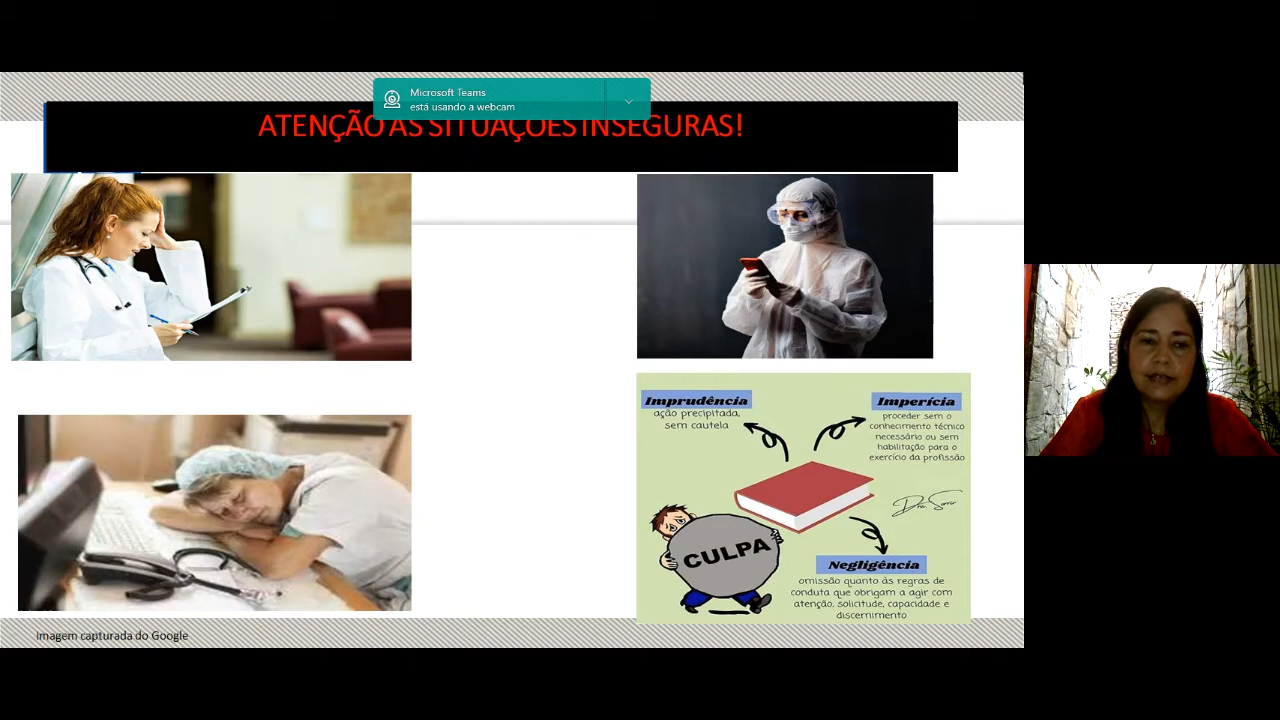 Microsoft Teams
está usando a webcam
ATENÇÃO AS SITUAÇÕES INSEGURAS!
Imprudência
ação precipitada,
sem cautela
Imperícia
proceder sem o
conhecimento técnico
necessário ou sem
habilitação para o
exercício da profissão
CULPA
Negligência
omissão quanto às regras de
conduta que obrigam a agir com
atenção, solicitude, capacidade e
discernimento
Imagem capturada do Google